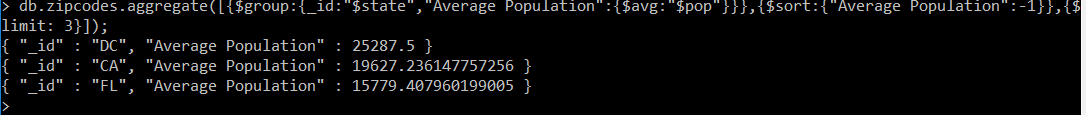 > db.zipcodes.aggregate([{$group:{_id:"$state","Average Population":{$avg:"$pop"}}},{$sort:{"Average Population":-1}},{$
limit: 3}]);
{ "_id" : "DC", "Average Population" : 25287.5 }
{ "_id" : "CA", "Average Population" : 19627.236147757256 }
{ "_id" : "FL", "Average Population" : 15779.407960199005 }
>